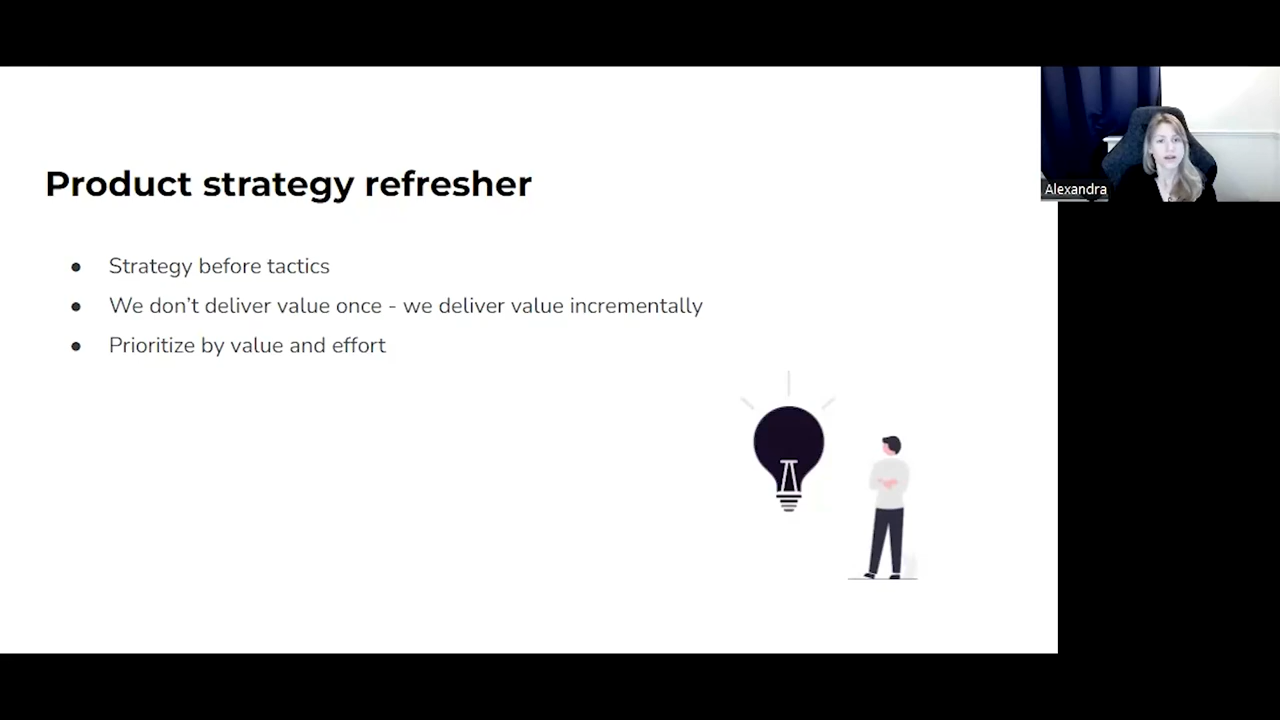 Product strategy refresher
● Strategy before tactics
● We don’t deliver value once - we deliver value incrementally
● Prioritize by value and effort
Alexandra